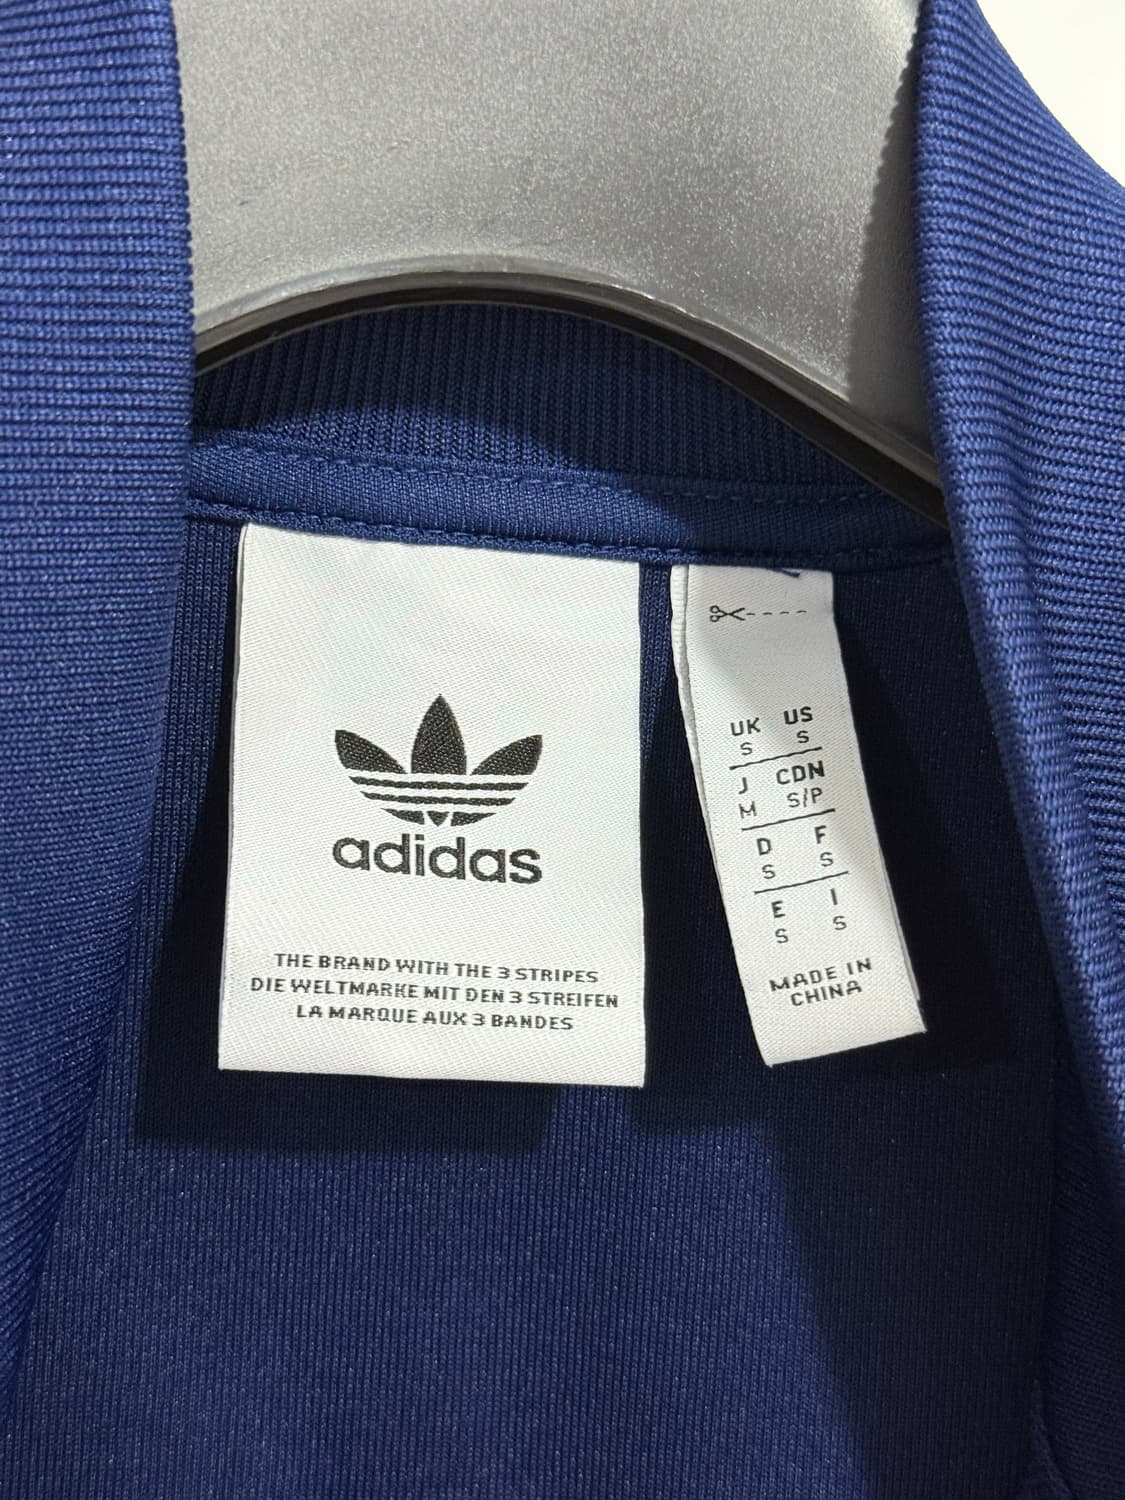 adidas
THE BRAND WITH THE 3 STRIPES
DIE WELTMARKE MIT DEN 3 STREIFEN
LA MARQUE AUX 3 BANDES
UK US
S S
J CDN
M S/P
D F
S S
E I
S S
MADE IN
CHINA